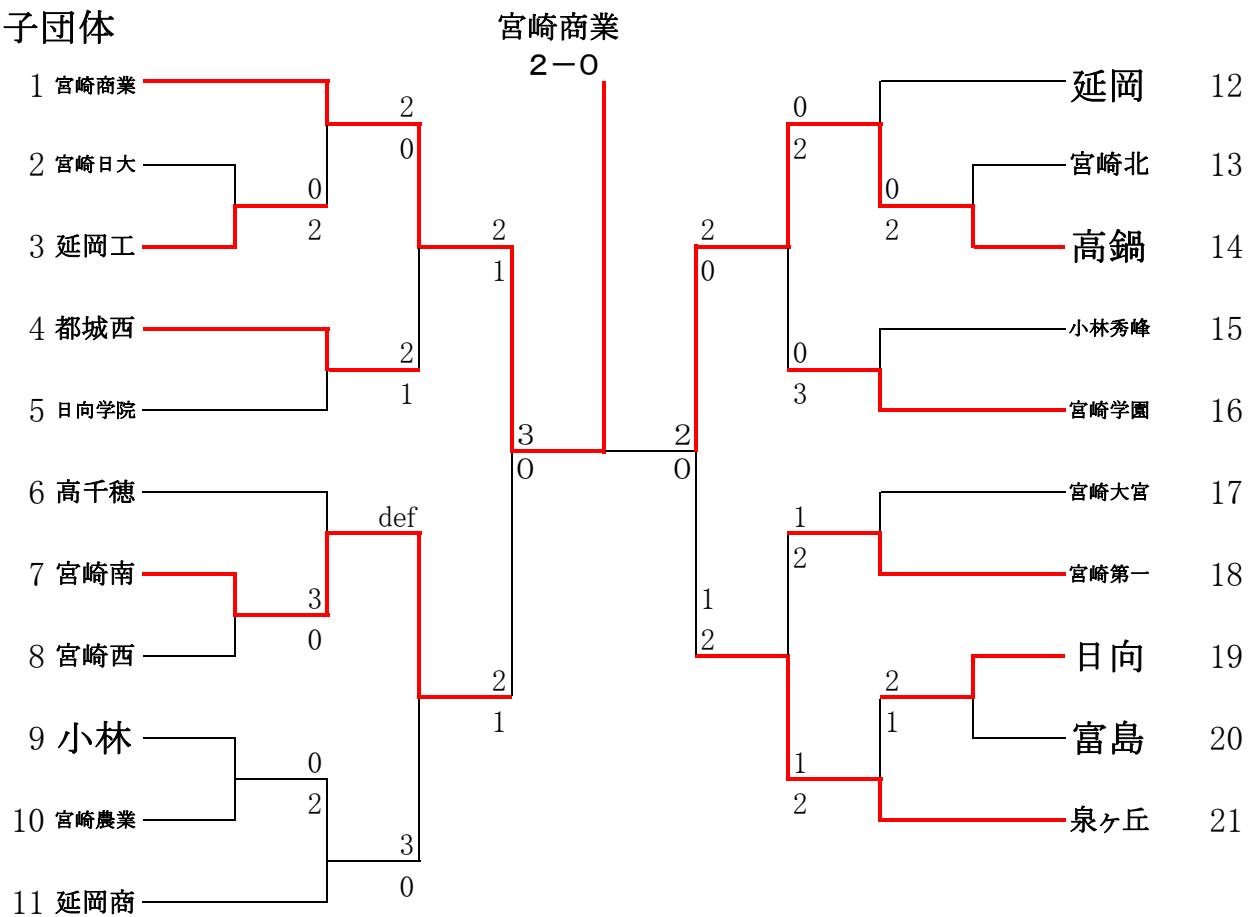 子団体
宮崎商業
2－0
1 宮崎商業
2 宮崎日大
3 延岡工
4 都城西
5 日向学院
6 高千穂
7 宮崎南
8 宮崎西
9 小林
10 宮崎農業
11 延岡商
2
0
0
2
2
1
2
1
def
3
0
2
1
0
2
3
0
3
0
2
0
0
2
0
2
2
0
0
3
1
2
1
2
2
1
1
2
延岡 12
宮崎北 13
高鍋 14
小林秀峰 15
宮崎学園 16
宮崎大宮 17
宮崎第一 18
日向 19
富島 20
泉ヶ丘 21